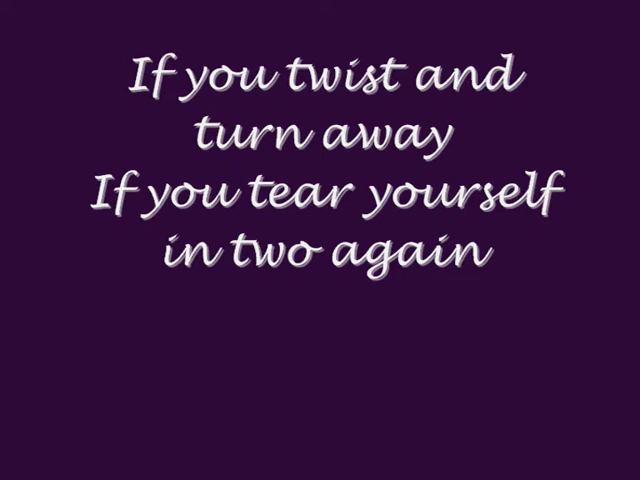 If you twist and
turn away
If you tear yourself
in two again